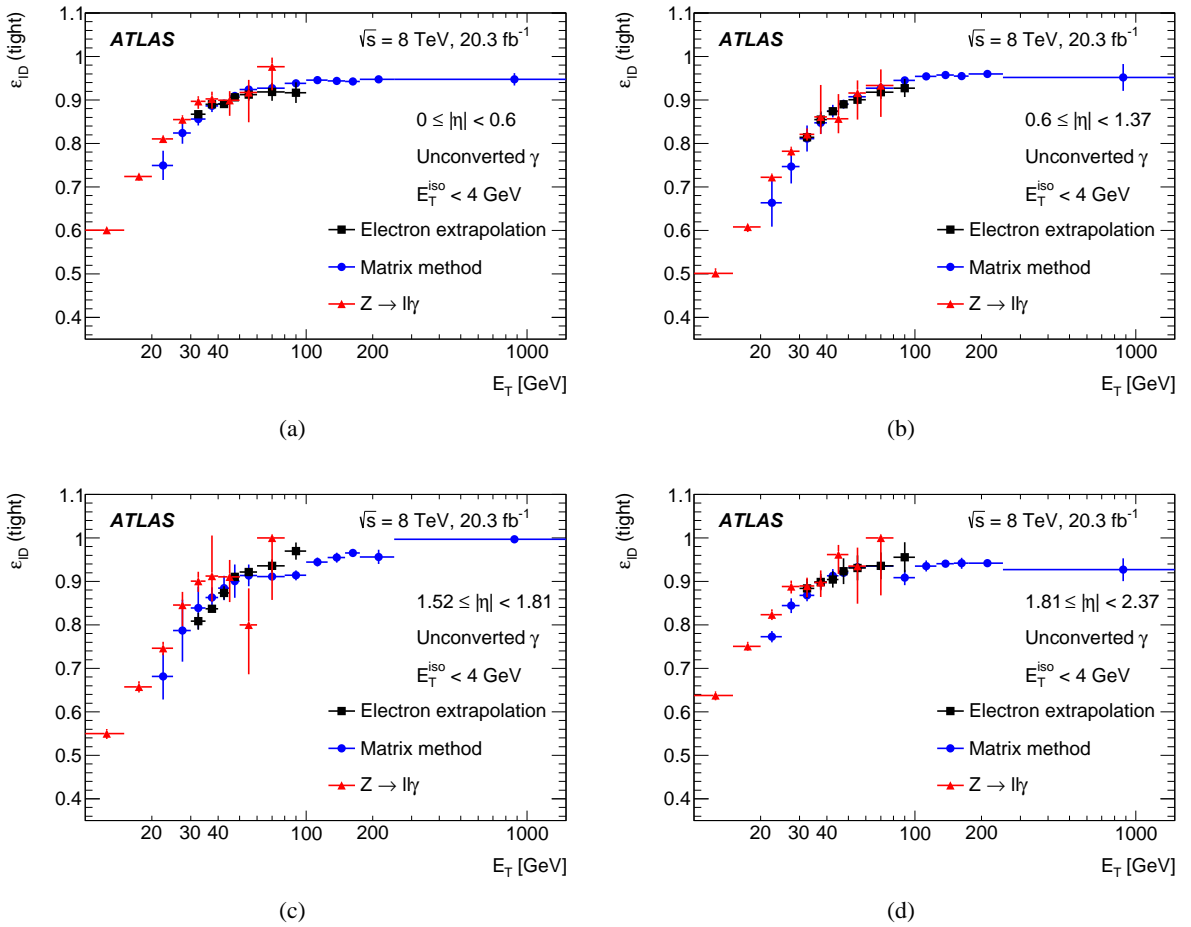 ε_ID (tight)
1.1
1
0.9
0.8
0.7
0.6
0.5
0.4
ATLAS
√s = 8 TeV, 20.3 fb⁻¹
0 ≤ |η| < 0.6
Unconverted γ
E_T^iso < 4 GeV
Electron extrapolation
Matrix method
Z → llγ
20 30 40 100 200 1000
E_T [GeV]
(a)
ε_ID (tight)
1.1
1
0.9
0.8
0.7
0.6
0.5
0.4
ATLAS
√s = 8 TeV, 20.3 fb⁻¹
0.6 ≤ |η| < 1.37
Unconverted γ
E_T^iso < 4 GeV
Electron extrapolation
Matrix method
Z → llγ
20 30 40 100 200 1000
E_T [GeV]
(b)
ε_ID (tight)
1.1
1
0.9
0.8
0.7
0.6
0.5
0.4
ATLAS
√s = 8 TeV, 20.3 fb⁻¹
1.52 ≤ |η| < 1.81
Unconverted γ
E_T^iso < 4 GeV
Electron extrapolation
Matrix method
Z → llγ
20 30 40 100 200 1000
E_T [GeV]
(c)
ε_ID (tight)
1.1
1
0.9
0.8
0.7
0.6
0.5
0.4
ATLAS
√s = 8 TeV, 20.3 fb⁻¹
1.81 ≤ |η| < 2.37
Unconverted γ
E_T^iso < 4 GeV
Electron extrapolation
Matrix method
Z → llγ
20 30 40 100 200 1000
E_T [GeV]
(d)